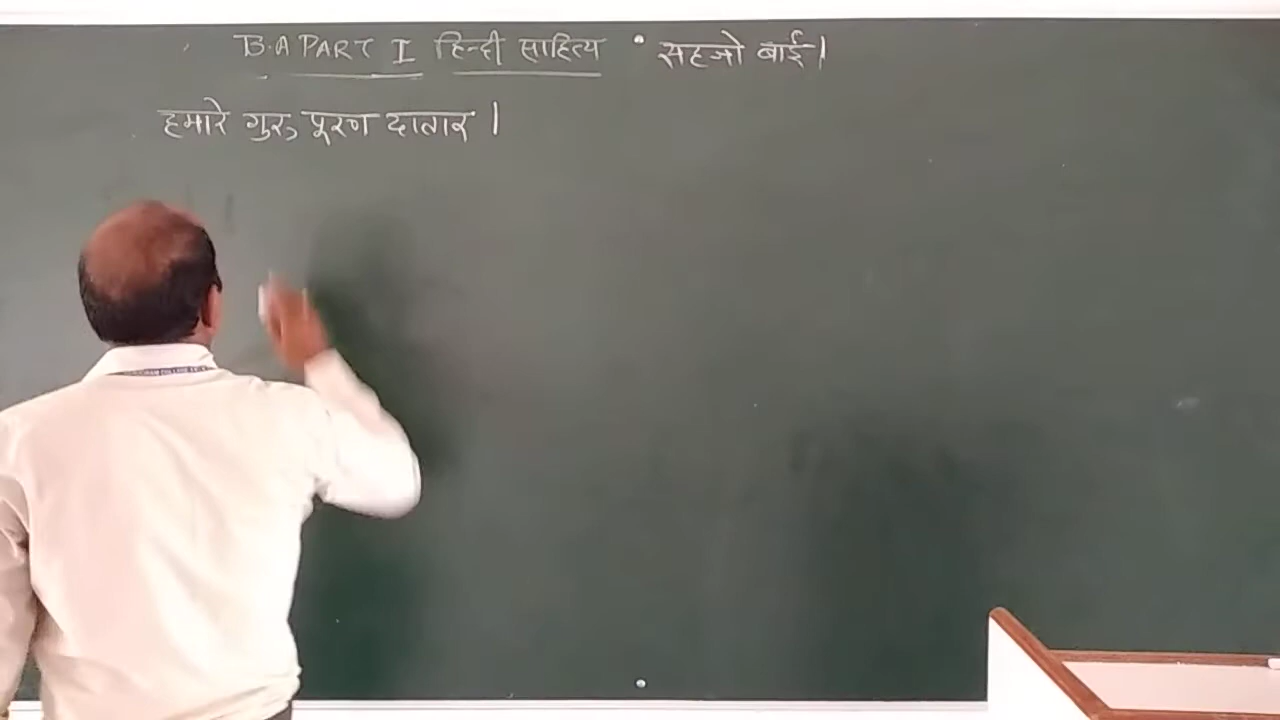 B.A PART I हिन्दी साहित्य • सहजो बाई।
हमारे गुरु पूरण दातार।